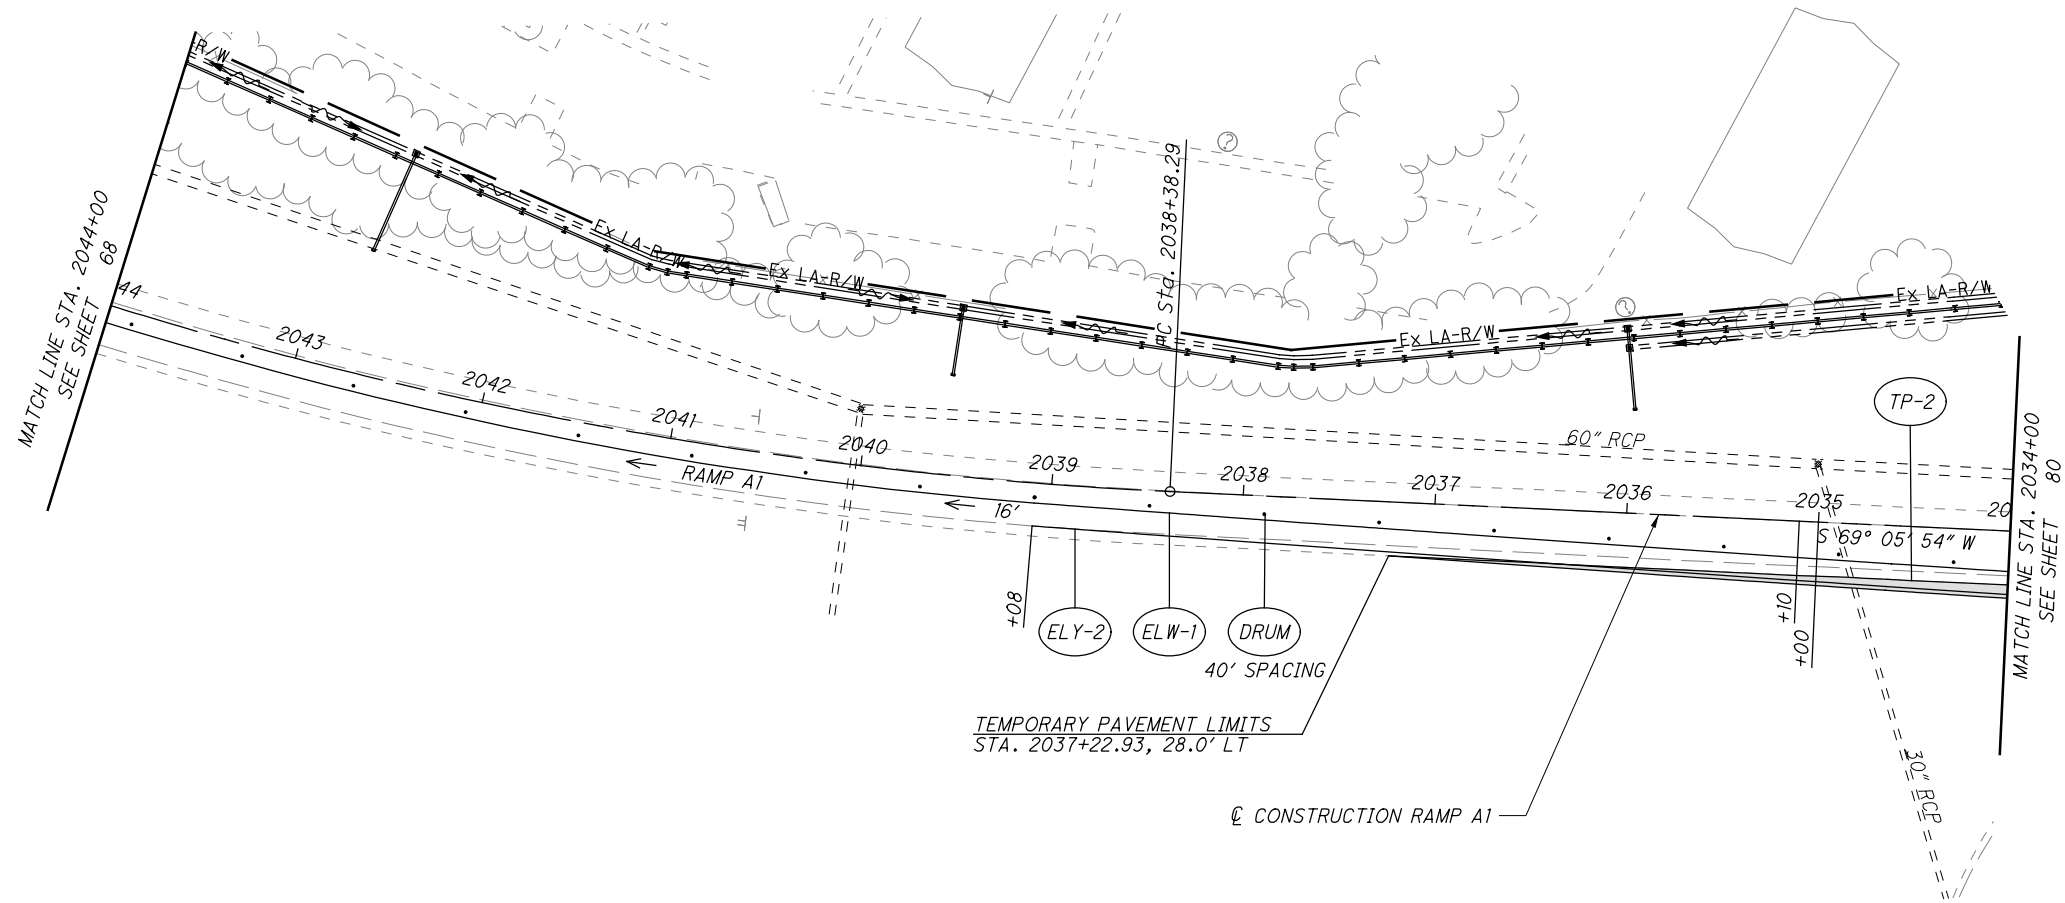 R/W
Ex LA-R/W
Ex LA-R/W
Ex LA-R/W
Ex LA-R/W
MATCH LINE STA. 2044+00
SEE SHEET 68
44
2043
2042
2041
2040
2039
2038
2037
2036
2035
20
?
?
Sta. 2038+38.29
60" RCP
TP-2
RAMP A1
16'
S 69° 05' 54" W
MATCH LINE STA. 2034+00
SEE SHEET 80
+08
ELY-2
ELW-1
DRUM
40' SPACING
+10
+00
TEMPORARY PAVEMENT LIMITS
STA. 2037+22.93, 28.0' LT
℄ CONSTRUCTION RAMP A1
30" RCP